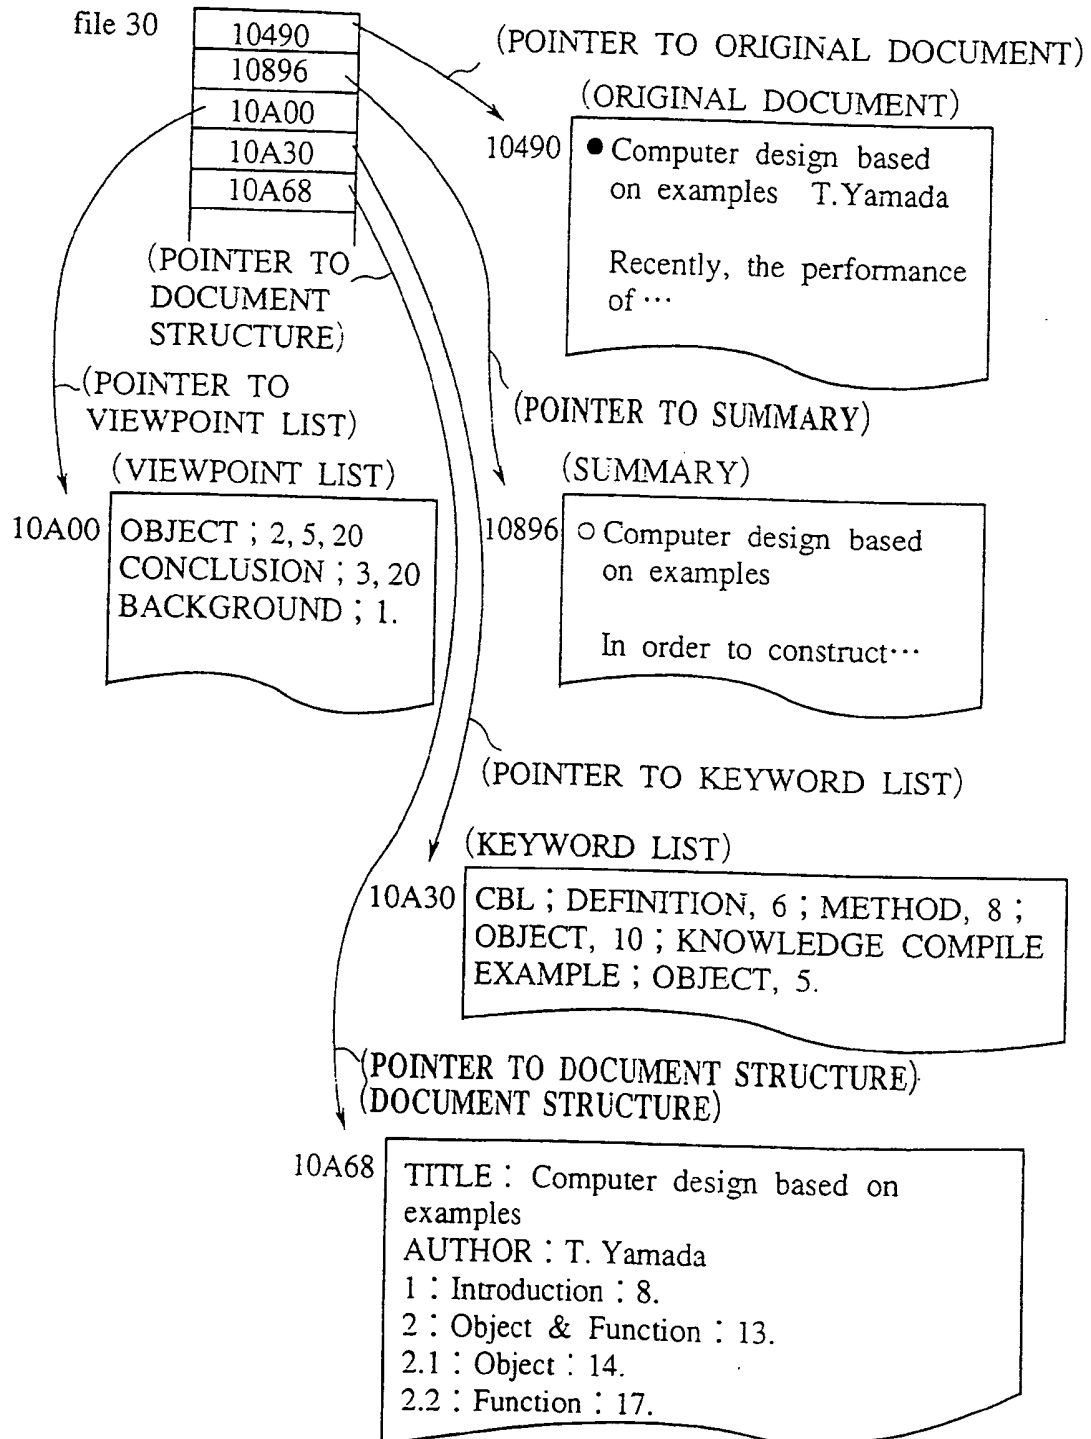 file 30
10490
10896
10A00
10A30
10A68
(POINTER TO ORIGINAL DOCUMENT)
(ORIGINAL DOCUMENT)
10490
● Computer design based
on examples T.Yamada
Recently, the performance
of ⋯
(POINTER TO
DOCUMENT
STRUCTURE)
(POINTER TO
VIEWPOINT LIST)
(POINTER TO SUMMARY)
(VIEWPOINT LIST)
10A00
OBJECT ; 2, 5, 20
CONCLUSION ; 3, 20
BACKGROUND ; 1.
(SUMMARY)
10896
○ Computer design based
on examples
In order to construct⋯
(POINTER TO KEYWORD LIST)
(KEYWORD LIST)
10A30
CBL ; DEFINITION, 6 ; METHOD, 8 ;
OBJECT, 10 ; KNOWLEDGE COMPILE
EXAMPLE ; OBJECT, 5.
(POINTER TO DOCUMENT STRUCTURE)
(DOCUMENT STRUCTURE)
10A68
TITLE : Computer design based on
examples
AUTHOR : T. Yamada
1 : Introduction : 8.
2 : Object & Function : 13.
2.1 : Object : 14.
2.2 : Function : 17.